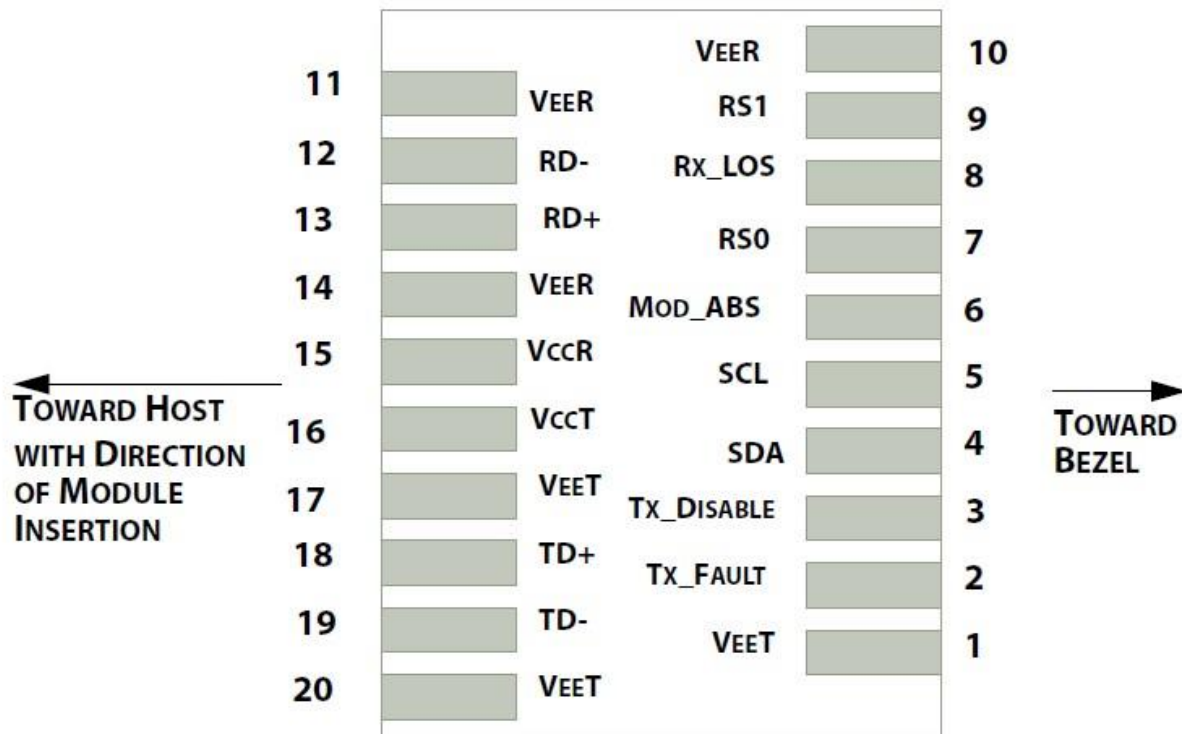 11 VEER
12 RD-
13 RD+
14 VEER
15 VCCR
16 VCCT
17 VEET
18 TD+
19 TD-
20 VEET
VEER 10
RS1 9
RX_LOS 8
RS0 7
MOD_ABS 6
SCL 5
SDA 4
TX_DISABLE 3
TX_FAULT 2
VEET 1
TOWARD HOST
WITH DIRECTION
OF MODULE
INSERTION
TOWARD
BEZEL